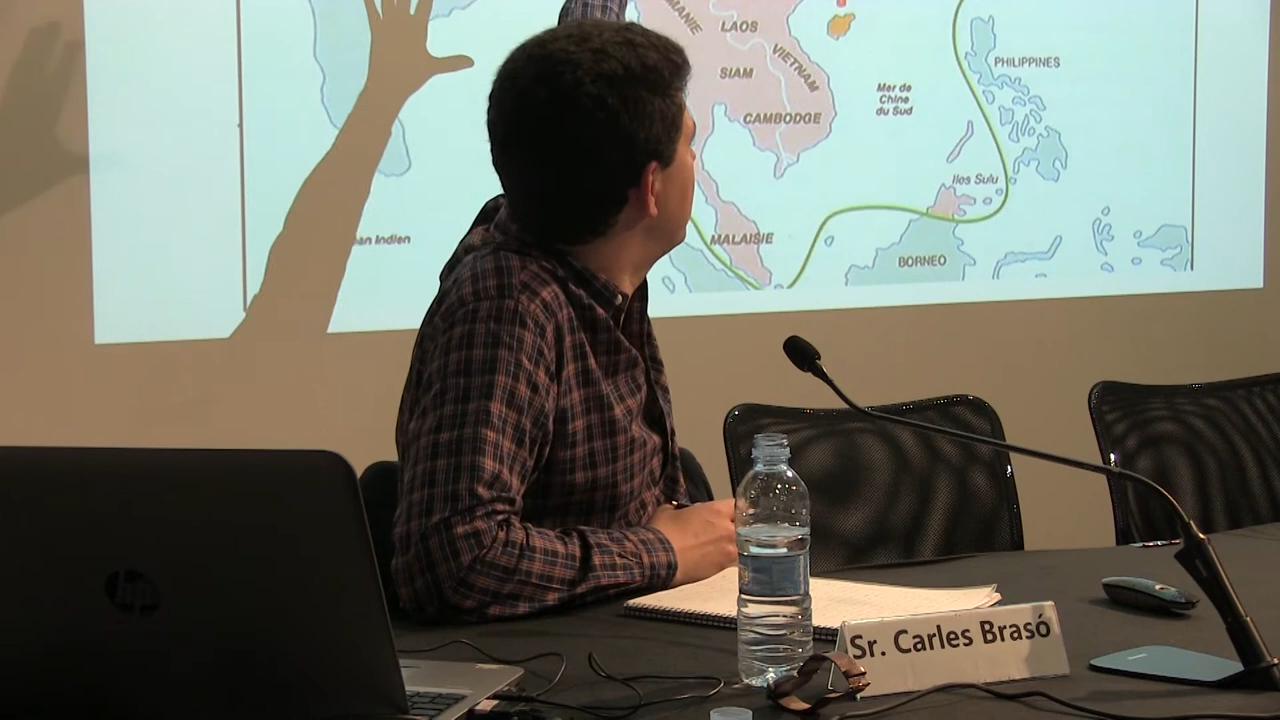 LAOS
VIETNAM
SIAM
CAMBODGE
PHILIPPINES
Mer de
Chine
du Sud
Iles Sulu
MALAISIE
BORNEO
Indien
hp
Sr. Carles Brasó